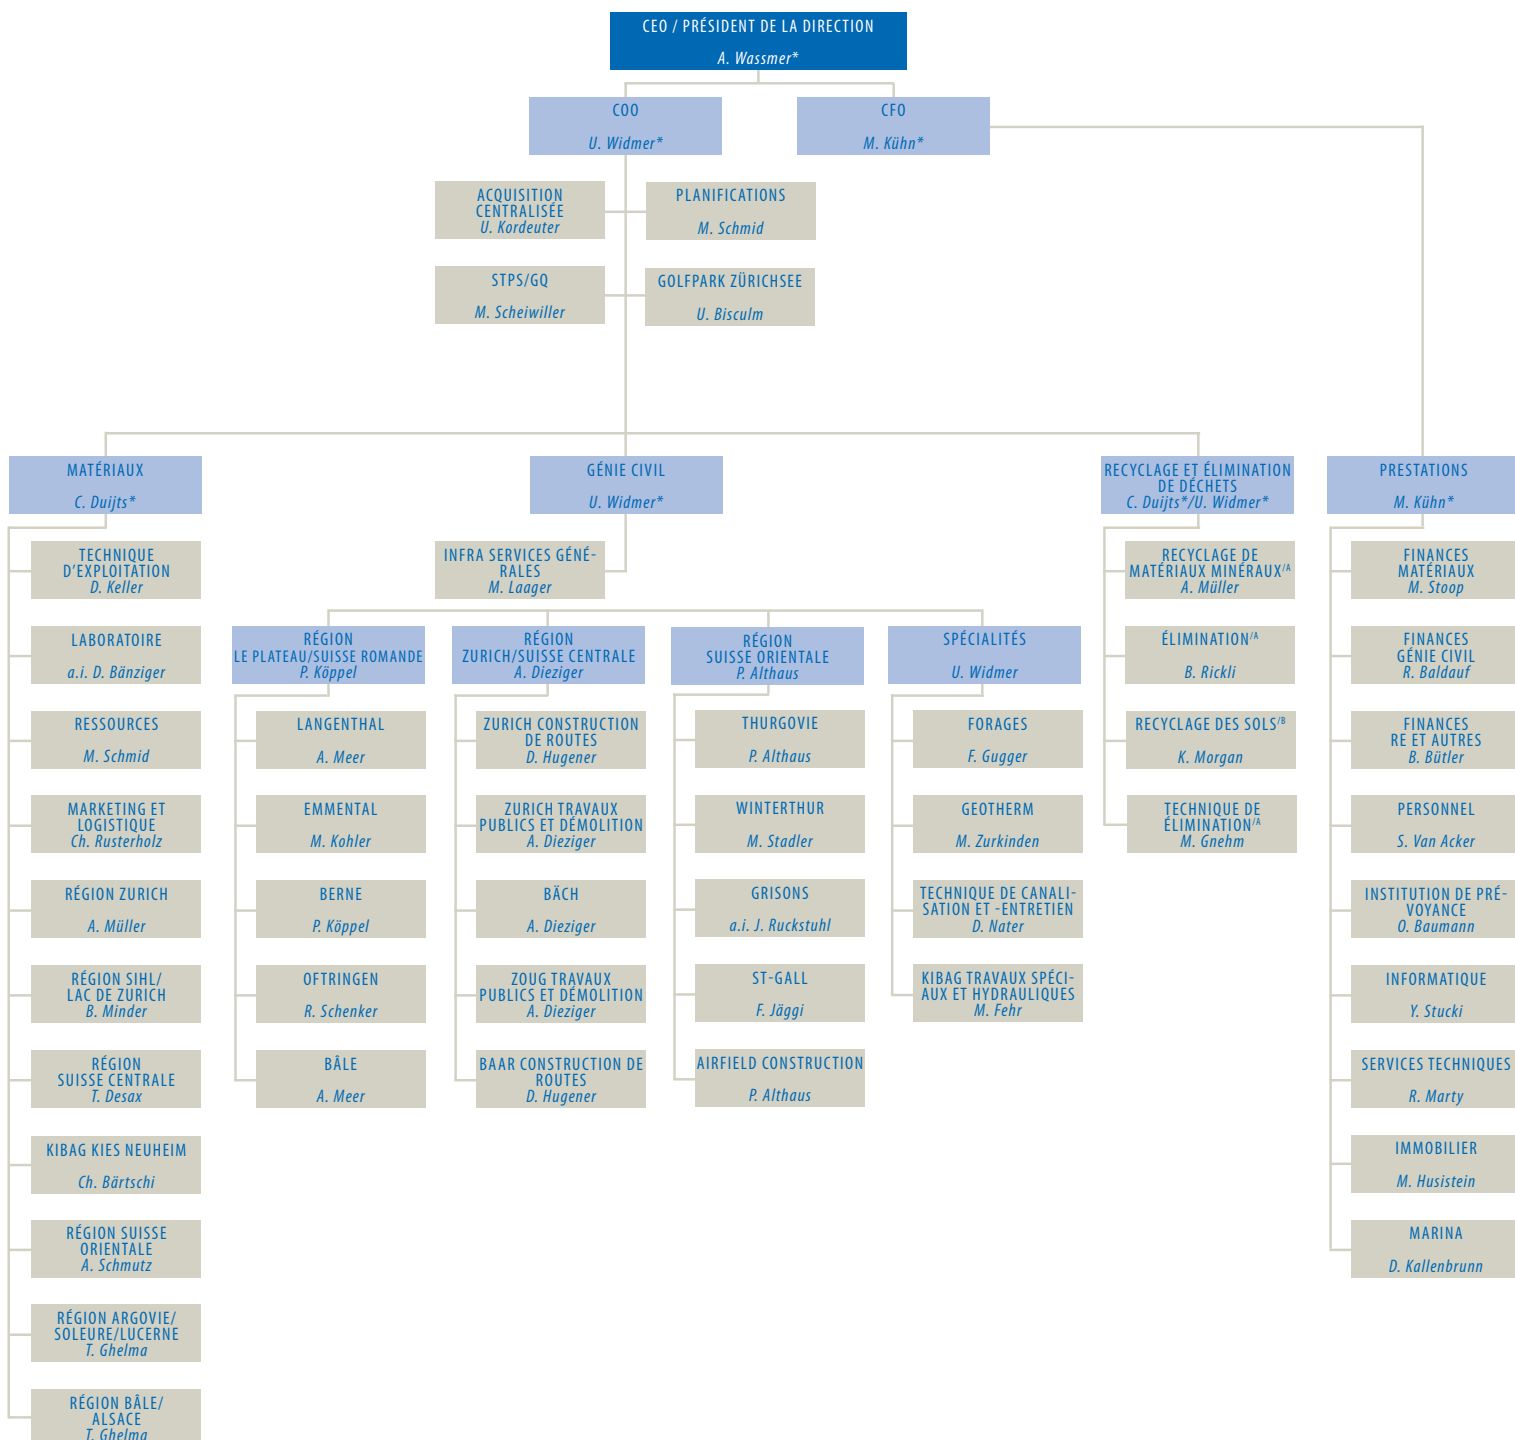 CEO / PRÉSIDENT DE LA DIRECTION
A. Wassmer*
COO
U. Widmer*
CFO
M. Kühn*
ACQUISITION
CENTRALISÉE
U. Kordeuter
PLANIFICATIONS
M. Schmid
STPS/GQ
M. Scheiwiller
GOLFPARK ZÜRICHSEE
U. Bisculm
MATÉRIAUX
C. Duijts*
TECHNIQUE
D'EXPLOITATION
D. Keller
LABORATOIRE
a.i. D. Bänziger
RESSOURCES
M. Schmid
MARKETING ET
LOGISTIQUE
Ch. Rusterholz
RÉGION ZURICH
A. Müller
RÉGION SIHL/
LAC DE ZURICH
B. Minder
RÉGION
SUISSE CENTRALE
T. Desax
KIBAG KIES NEUHEIM
Ch. Bärtschi
RÉGION SUISSE
ORIENTALE
A. Schmutz
RÉGION ARGOVIE/
SOLEURE/LUCERNE
T. Ghelma
RÉGION BÂLE/
ALSACE
T. Ghelma
GÉNIE CIVIL
U. Widmer*
INFRA SERVICES GÉNÉ-
RALES
M. Laager
RÉGION
LE PLATEAU/SUISSE ROMANDE
P. Köppel
LANGENTHAL
A. Meer
EMMENTAL
M. Kohler
BERNE
P. Köppel
OFTRINGEN
R. Schenker
BÂLE
A. Meer
RÉGION
ZURICH/SUISSE CENTRALE
A. Dieziger
ZURICH CONSTRUCTION
DE ROUTES
D. Hugener
ZURICH TRAVAUX
PUBLICS ET DÉMOLITION
A. Dieziger
BÄCH
A. Dieziger
ZOUG TRAVAUX
PUBLICS ET DÉMOLITION
A. Dieziger
BAAR CONSTRUCTION DE
ROUTES
D. Hugener
RÉGION
SUISSE ORIENTALE
P. Althaus
THURGOVIE
P. Althaus
WINTERTHUR
M. Stadler
GRISONS
a.i. J. Ruckstuhl
ST-GALL
F. Jäggi
AIRFIELD CONSTRUCTION
P. Althaus
SPÉCIALITÉS
U. Widmer
FORAGES
F. Gugger
GEOTHERM
M. Zurkinden
TECHNIQUE DE CANALI-
SATION ET -ENTRETIEN
D. Nater
KIBAG TRAVAUX SPÉCI-
AUX ET HYDRAULIQUES
M. Fehr
RECYCLAGE ET ÉLIMINATION
DE DÉCHETS
C. Duijts*/U. Widmer*
RECYCLAGE DE
MATÉRIAUX MINÉRAUX/A
A. Müller
ÉLIMINATION/A
B. Rickli
RECYCLAGE DES SOLS/B
K. Morgan
TECHNIQUE DE
ÉLIMINATION/A
M. Gnehm
PRESTATIONS
M. Kühn*
FINANCES
MATÉRIAUX
M. Stoop
FINANCES
GÉNIE CIVIL
R. Baldauf
FINANCES
RE ET AUTRES
B. Bütler
PERSONNEL
S. Van Acker
INSTITUTION DE PRÉ-
VOYANCE
O. Baumann
INFORMATIQUE
Y. Stucki
SERVICES TECHNIQUES
R. Marty
IMMOBILIER
M. Husistein
MARINA
D. Kallenbrunn